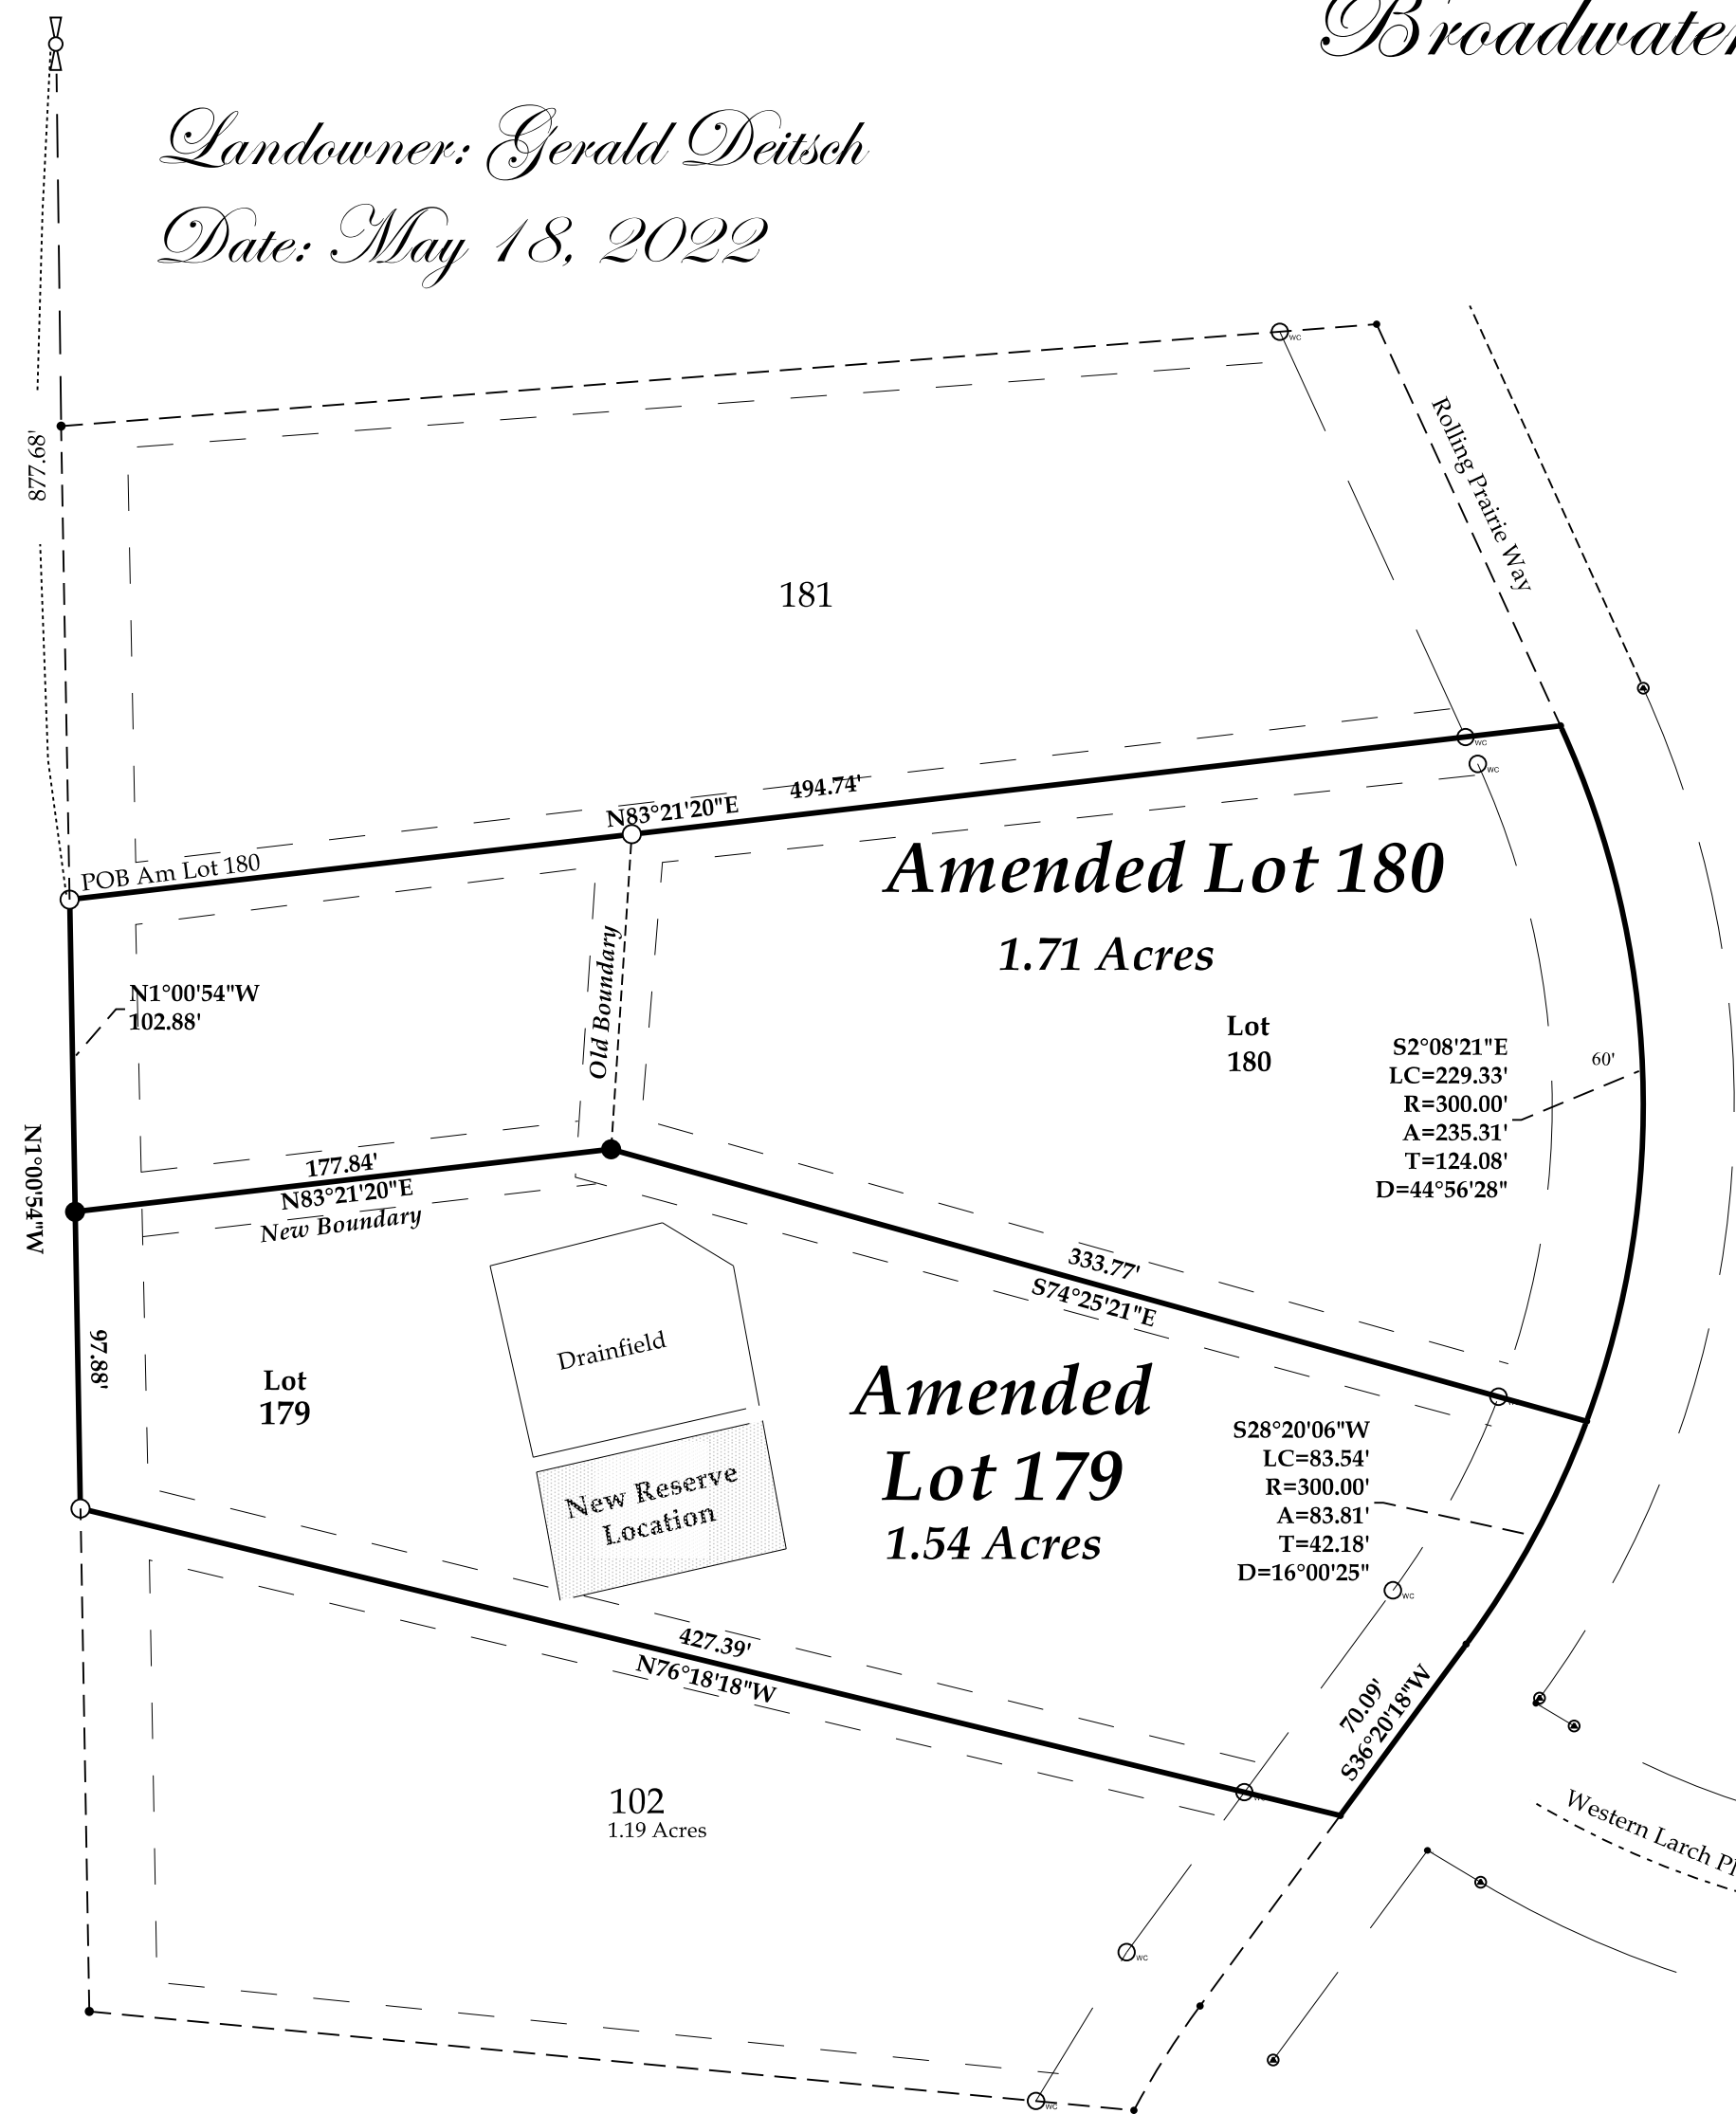 Broadwater
Landowner: Gerald Deitsch
Date: May 18, 2022
877.68'
WC
Rolling Prairie Way
181
WC
WC
494.74'
N83°21'20"E
POB Am Lot 180
Amended Lot 180
1.71 Acres
Old Boundary
N1°00'54"W
102.88'
Lot
180
S2°08'21"E
LC=229.33'
R=300.00'
A=235.31'
T=124.08'
D=44°56'28"
60'
N1°00'54"W
177.84'
N83°21'20"E
New Boundary
333.77'
S74°25'21"E
97.88'
Lot
179
Drainfield
Amended
Lot 179
1.54 Acres
New Reserve
Location
S28°20'06"W
LC=83.54'
R=300.00'
A=83.81'
T=42.18'
D=16°00'25"
WC
427.39'
N76°18'18"W
70.09'
S36°20'18"W
102
1.19 Acres
Western Larch Pl
WC
WC